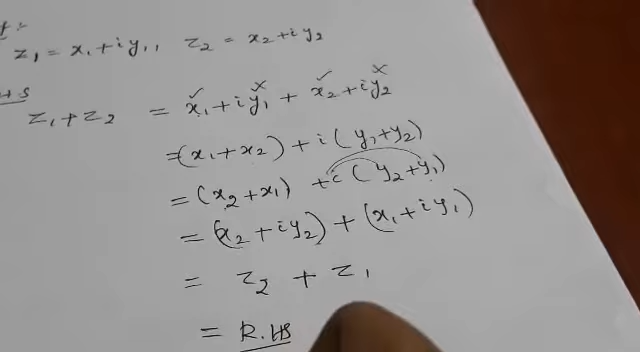 z₁ = x₁ + iy₁, z₂ = x₂ + iy₂
z₁ + z₂ = x₁ + iy₁ + x₂ + iy₂
= (x₁ + x₂) + i(y₁ + y₂)
= (x₂ + x₁) + i(y₂ + y₁)
= (x₂ + iy₂) + (x₁ + iy₁)
= z₂ + z₁
= R.HS